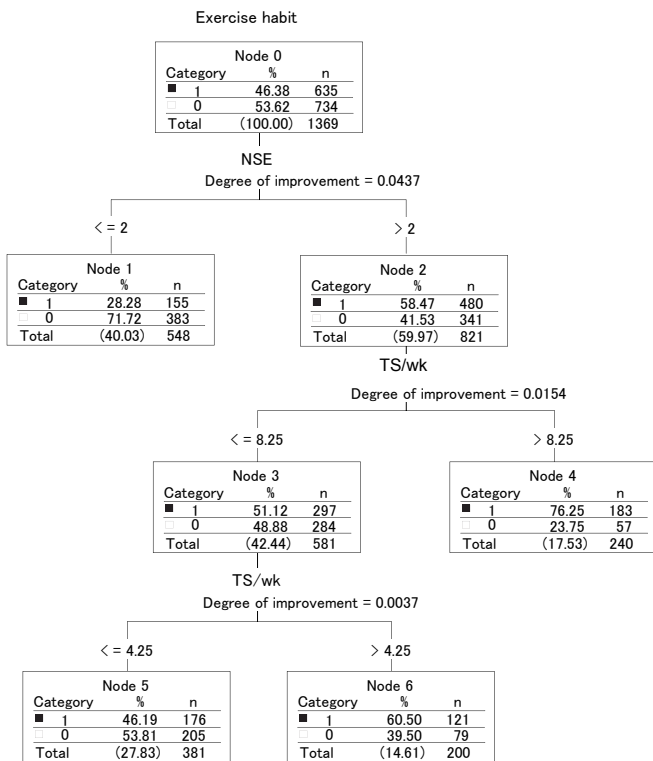 Exercise habit
Node 0
Category % n
1 46.38 635
0 53.62 734
Total (100.00) 1369
NSE
Degree of improvement = 0.0437
<= 2
> 2
Node 1
Category % n
1 28.28 155
0 71.72 383
Total (40.03) 548
Node 2
Category % n
1 58.47 480
0 41.53 341
Total (59.97) 821
TS/wk
Degree of improvement = 0.0154
<= 8.25
> 8.25
Node 3
Category % n
1 51.12 297
0 48.88 284
Total (42.44) 581
Node 4
Category % n
1 76.25 183
0 23.75 57
Total (17.53) 240
TS/wk
Degree of improvement = 0.0037
<= 4.25
> 4.25
Node 5
Category % n
1 46.19 176
0 53.81 205
Total (27.83) 381
Node 6
Category % n
1 60.50 121
0 39.50 79
Total (14.61) 200